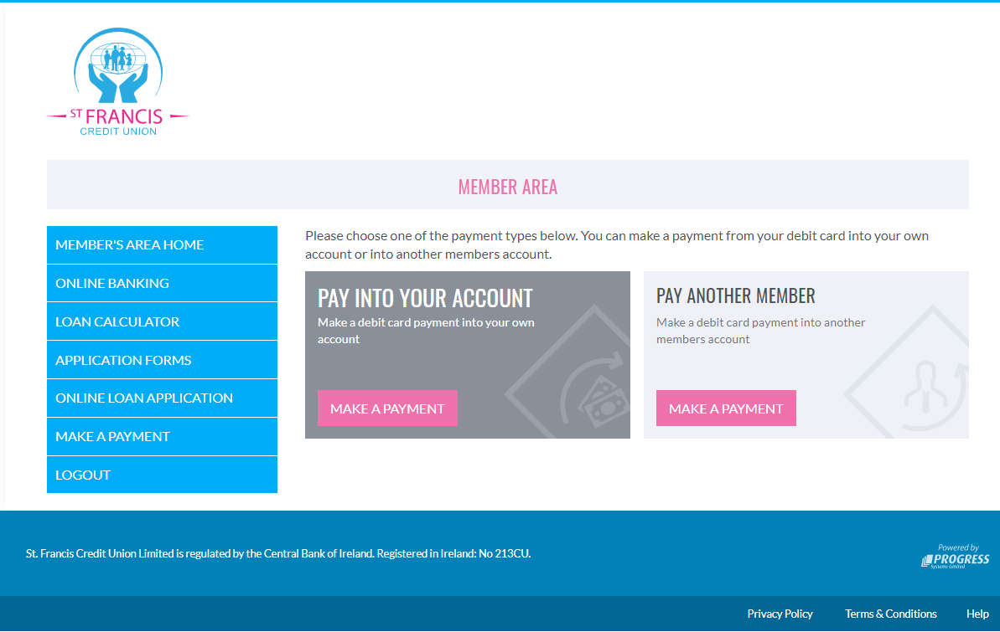 ST FRANCIS
CREDIT UNION
MEMBER AREA
MEMBER'S AREA HOME
ONLINE BANKING
LOAN CALCULATOR
APPLICATION FORMS
ONLINE LOAN APPLICATION
MAKE A PAYMENT
LOGOUT
Please choose one of the payment types below. You can make a payment from your debit card into your own
account or into another members account.
PAY INTO YOUR ACCOUNT
Make a debit card payment into your own
account
MAKE A PAYMENT
PAY ANOTHER MEMBER
Make a debit card payment into another
members account
MAKE A PAYMENT
St. Francis Credit Union Limited is regulated by the Central Bank of Ireland. Registered in Ireland: No 213CU.
Powered by
PROGRESS
Systems Limited
Privacy Policy
Terms & Conditions
Help